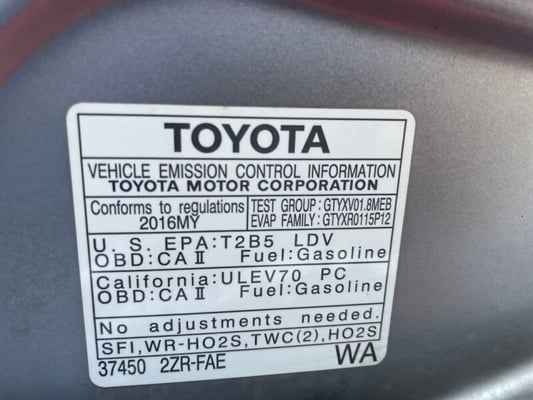 TOYOTA
VEHICLE EMISSION CONTROL INFORMATION
TOYOTA MOTOR CORPORATION
Conforms to regulations
2016MY
TEST GROUP: GTYXV01.8MEB
EVAP FAMILY: GTYXR0115P12
U. S. EPA:T2B5 LDV
OBD:CAⅡ Fuel:Gasoline
California:ULEV70 PC
OBD:CAⅡ Fuel:Gasoline
No adjustments needed.
SFI,WR-HO2S,TWC(2),HO2S
37450 2ZR-FAE WA